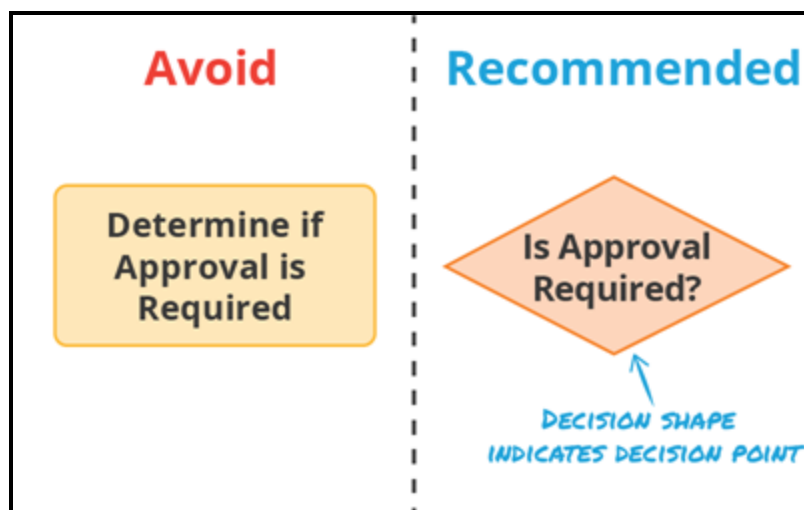 Avoid
Recommended
Determine if
Approval is
Required
Is Approval
Required?
DECISION SHAPE
INDICATES DECISION POINT